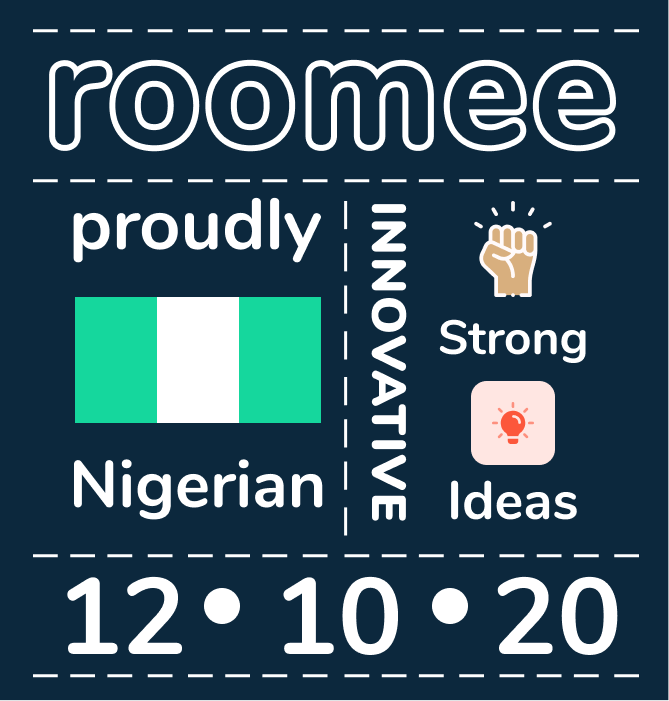 roomee
proudly
Nigerian
INNOVATIVE
Strong
Ideas
12 • 10 • 20